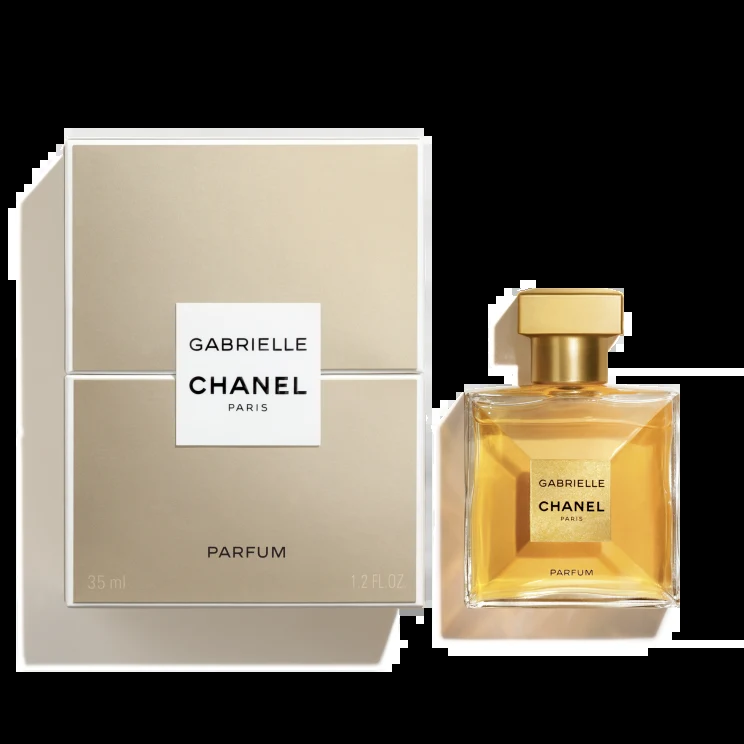 GABRIELLE
CHANEL
PARIS
PARFUM
35 ml
1.2 FL.OZ.
GABRIELLE
CHANEL
PARIS
PARFUM